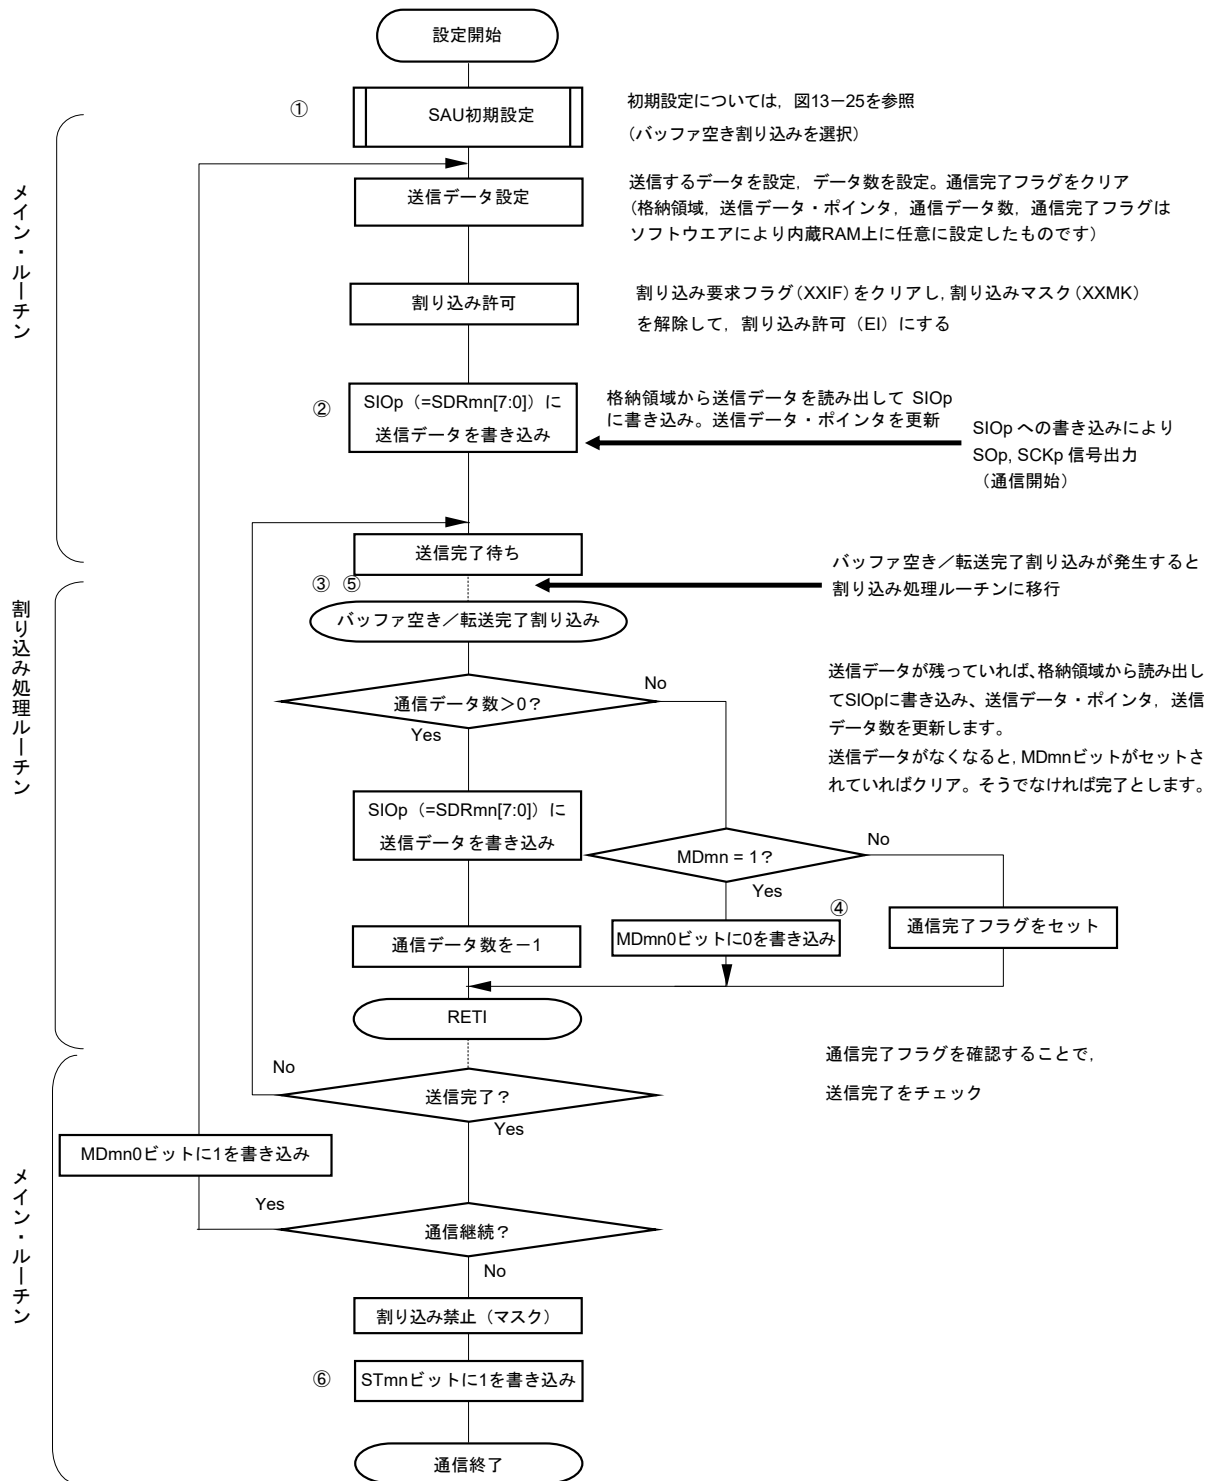 設定開始
①
SAU初期設定
初期設定については，図13－25を参照
（バッファ空き割り込みを選択）
メイン・ルーチン
送信データ設定
送信するデータを設定，データ数を設定。通信完了フラグをクリア
（格納領域，送信データ・ポインタ，通信データ数，通信完了フラグは
ソフトウエアにより内蔵RAM上に任意に設定したものです）
割り込み許可
割り込み要求フラグ（XXIF）をクリアし，割り込みマスク（XXMK）
を解除して，割り込み許可（EI）にする
②
SIOp（=SDRmn[7:0]）に
送信データを書き込み
格納領域から送信データを読み出して SIOp
に書き込み。送信データ・ポインタを更新
SIOp への書き込みにより
SOp, SCKp 信号出力
（通信開始）
送信完了待ち
③ ⑤
バッファ空き／転送完了割り込みが発生すると
割り込み処理ルーチンに移行
割り込み処理ルーチン
バッファ空き／転送完了割り込み
通信データ数＞0？
No
Yes
送信データが残っていれば、格納領域から読み出し
てSIOpに書き込み、送信データ・ポインタ，送信
データ数を更新します。
送信データがなくなると，MDmnビットがセットさ
れていればクリア。そうでなければ完了とします。
SIOp（=SDRmn[7:0]）に
送信データを書き込み
MDmn = 1？
No
Yes
④
通信データ数を－1
MDmn0ビットに0を書き込み
通信完了フラグをセット
RETI
通信完了フラグを確認することで，
送信完了をチェック
No
送信完了？
Yes
MDmn0ビットに1を書き込み
メイン・ルーチン
Yes
通信継続？
No
割り込み禁止（マスク）
⑥
STmnビットに1を書き込み
通信終了